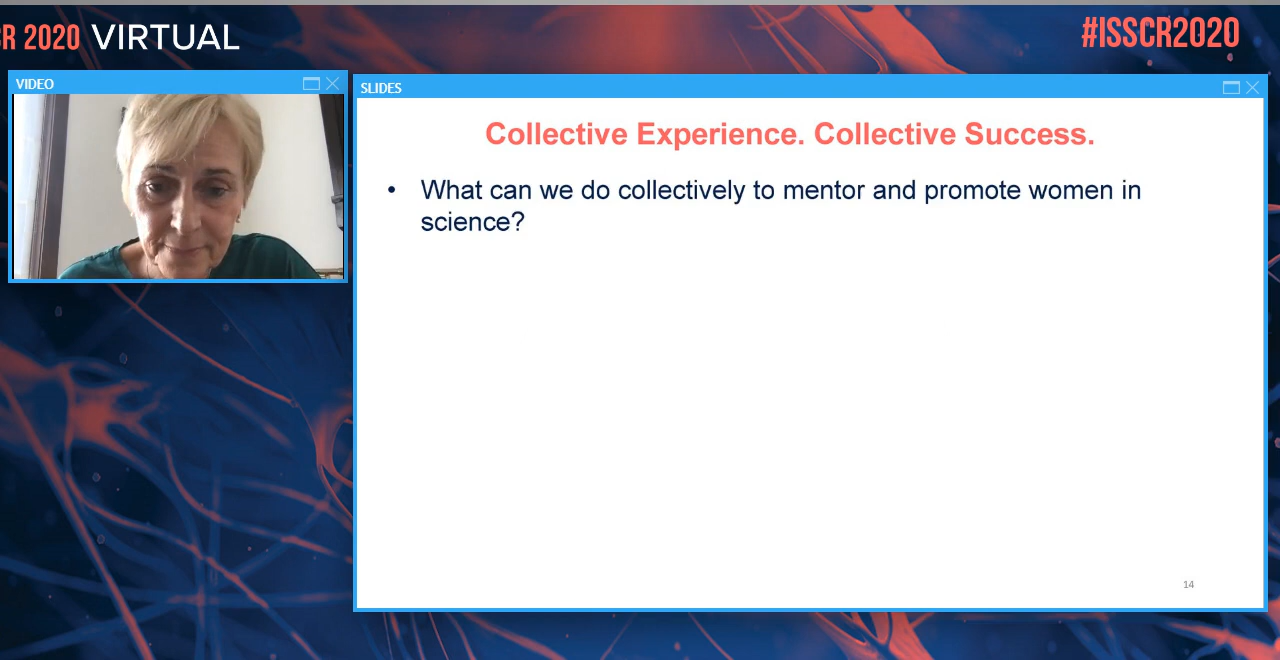 R 2020 VIRTUAL
#ISSCR2020
VIDEO
SLIDES
Collective Experience. Collective Success.
• What can we do collectively to mentor and promote women in
science?
14